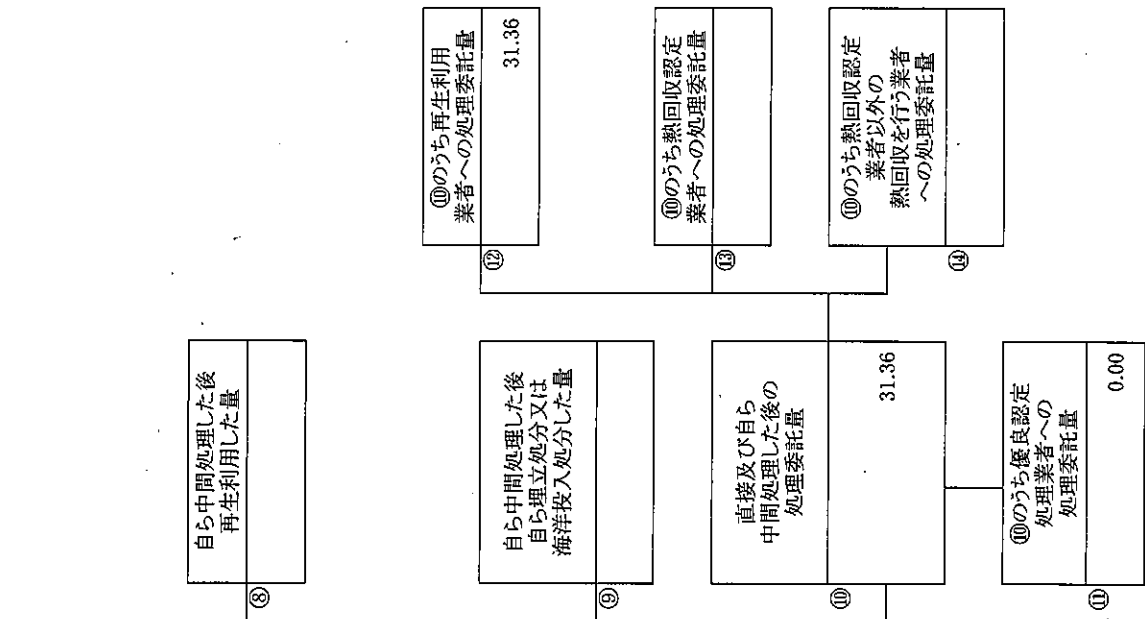 ⑧
自ら中間処理した後
再生利用した量
⑨
自ら中間処理した後
自ら埋立処分又は
海洋投入処分した量
⑩
直接及び自ら
中間処理した後の
処理委託量
31.36
⑪
⑩のうち優良認定
処理業者への
処理委託量
0.00
⑫
⑩のうち再生利用
業者への処理委託量
31.36
⑬
⑩のうち熱回収認定
業者への処理委託量
⑭
⑩のうち熱回収認定
業者以外の
熱回収を行う業者
への処理委託量